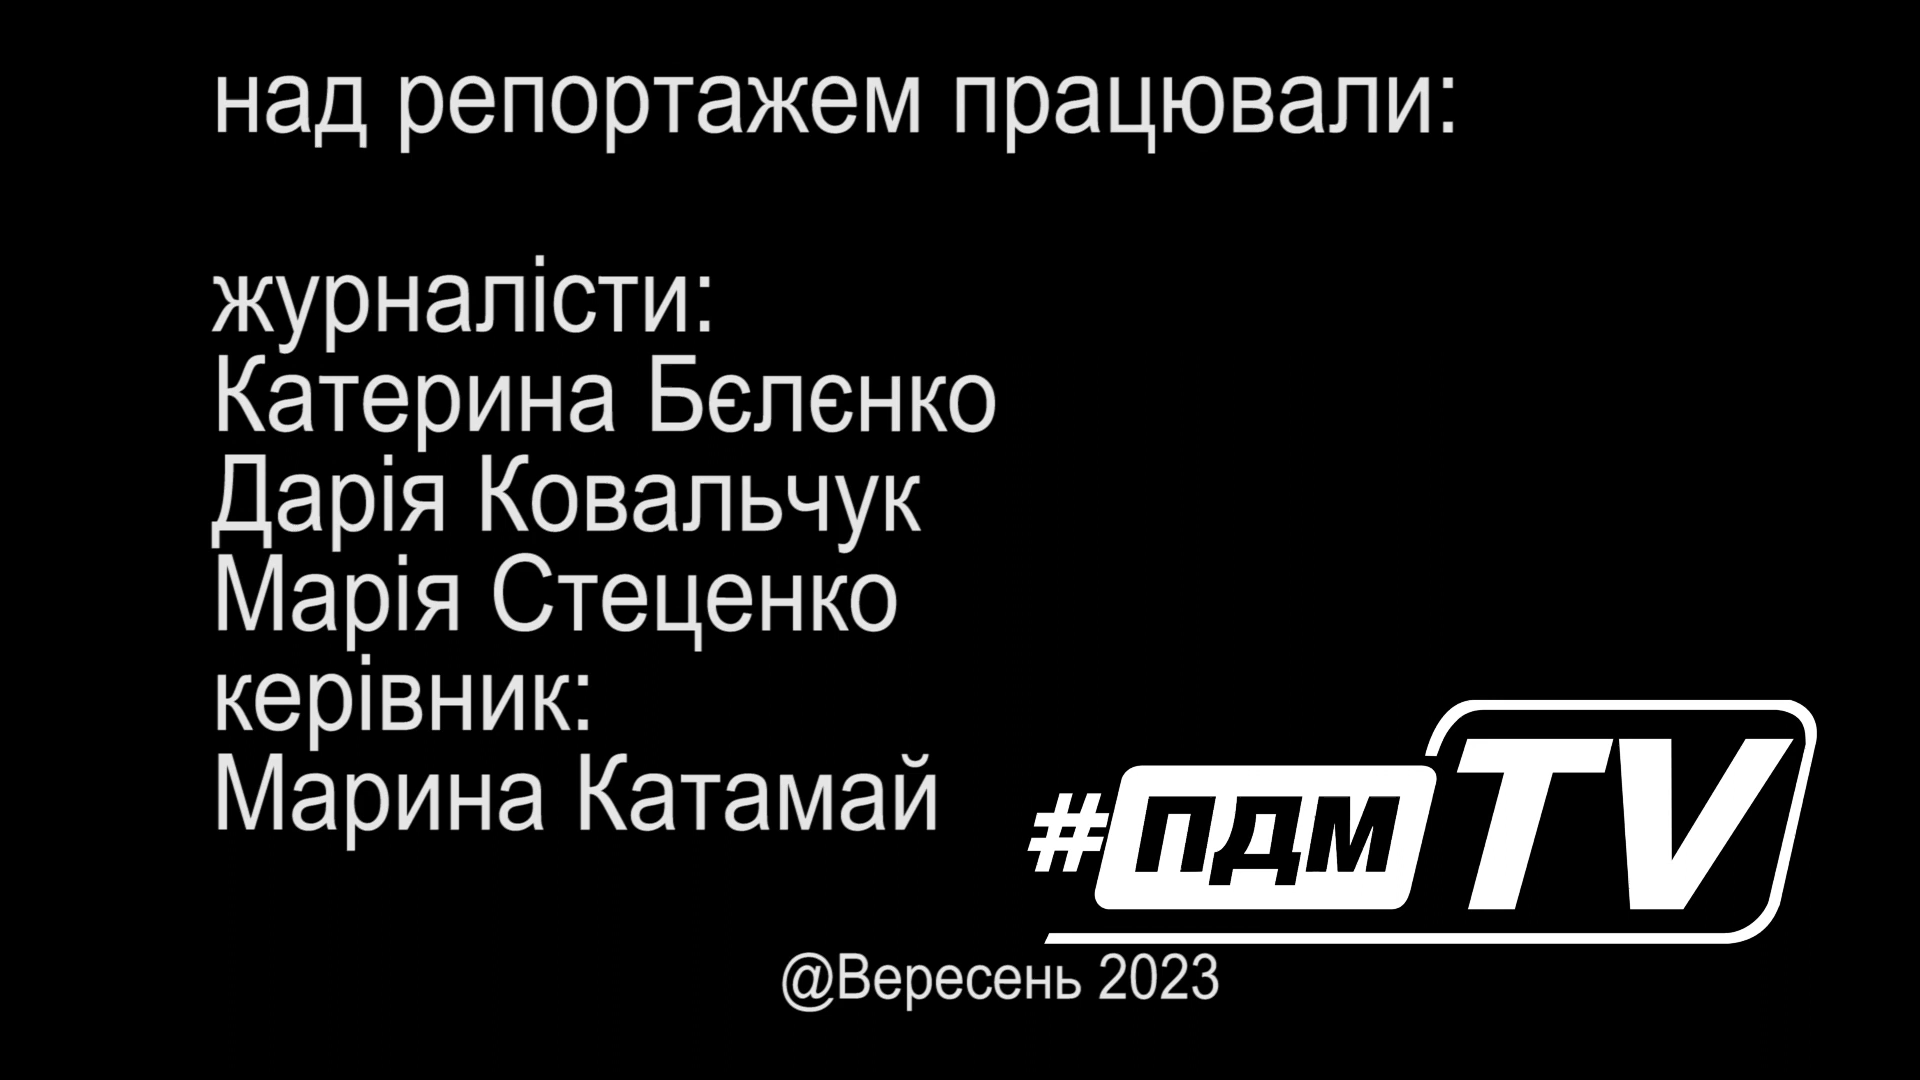 над репортажем працювали:
журналісти:
Катерина Бєлєнко
Дарія Ковальчук
Марія Стеценко
керівник:
Марина Катамай
#ПДМ TV
@Вересень 2023